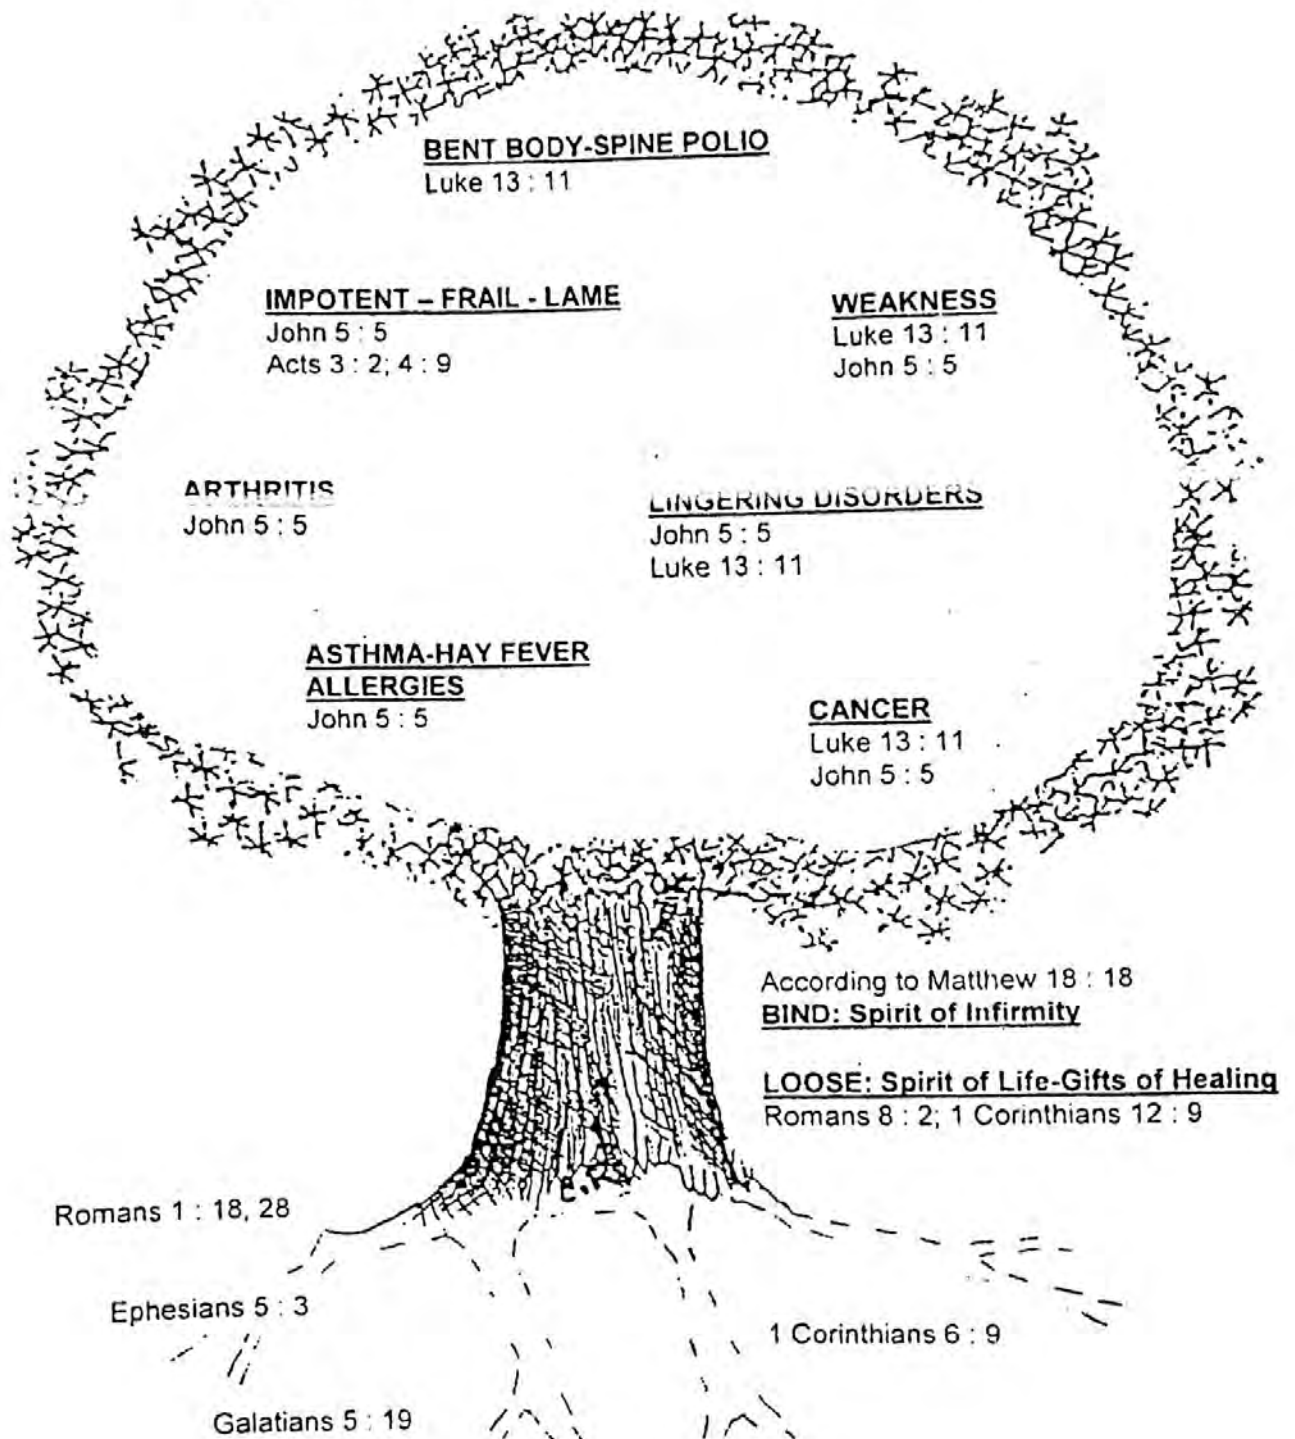 BENT BODY-SPINE POLIO
Luke 13 : 11
IMPOTENT – FRAIL - LAME
John 5 : 5
Acts 3 : 2; 4 : 9
WEAKNESS
Luke 13 : 11
John 5 : 5
ARTHRITIS
John 5 : 5
LINGERING DISORDERS
John 5 : 5
Luke 13 : 11
ASTHMA-HAY FEVER
ALLERGIES
John 5 : 5
CANCER
Luke 13 : 11
John 5 : 5
According to Matthew 18 : 18
BIND: Spirit of Infirmity
LOOSE: Spirit of Life-Gifts of Healing
Romans 8 : 2; 1 Corinthians 12 : 9
Romans 1 : 18, 28
Ephesians 5 : 3
1 Corinthians 6 : 9
Galatians 5 : 19